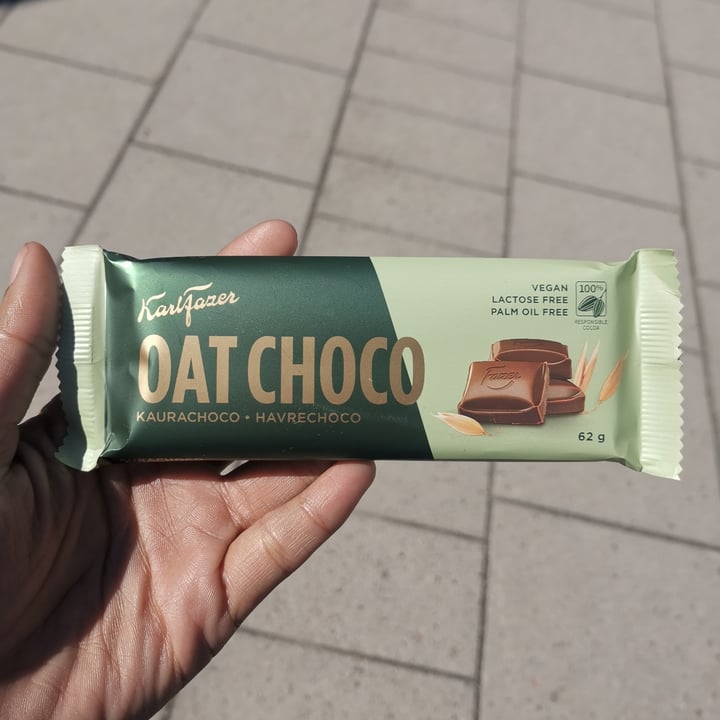 Karl Fazer
OAT CHOCO
KAURACHOCO • HAVRECHOCO
VEGAN
LACTOSE FREE
PALM OIL FREE
100%
RESPONSIBLE
COCOA
Fazer
62 g